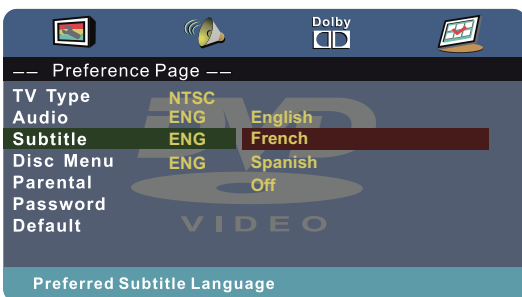 Dolby
-- Preference Page --
TV Type NTSC
Audio ENG English
Subtitle ENG French
Disc Menu ENG Spanish
Parental Off
Password
Default
DVD
VIDEO
Preferred Subtitle Language